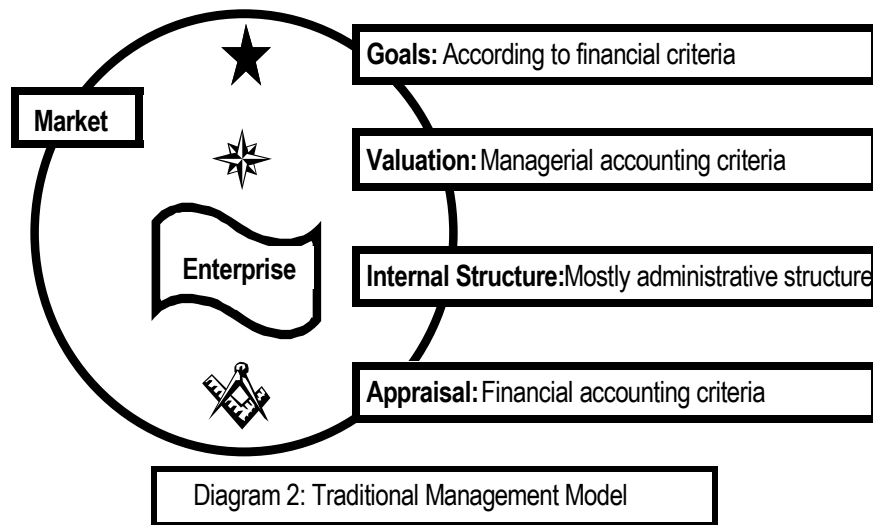 Goals: According to financial criteria
Market
Valuation: Managerial accounting criteria
Enterprise
Internal Structure:Mostly administrative structure
Appraisal: Financial accounting criteria
Diagram 2: Traditional Management Model